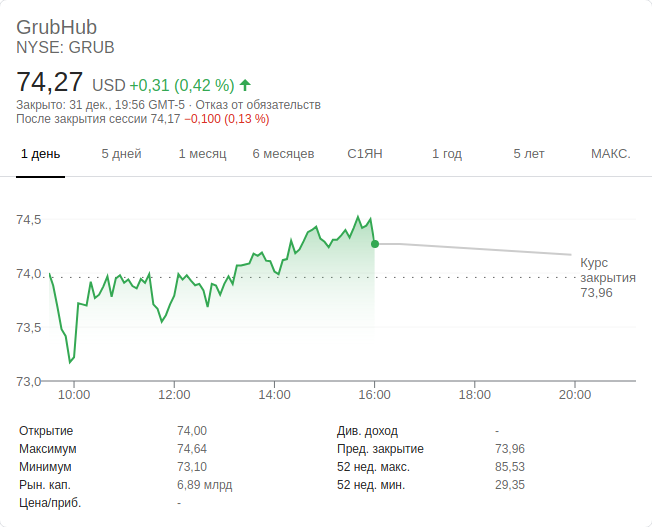 GrubHub
NYSE: GRUB
74,27 USD +0,31 (0,42 %)
Закрыто: 31 дек., 19:56 GMT-5 · Отказ от обязательств
После закрытия сессии 74,17 −0,100 (0,13 %)
1 день 5 дней 1 месяц 6 месяцев С1ЯН 1 год 5 лет МАКС.
74,5
74,0
73,5
73,0
Курс
закрытия
73,96
10:00 12:00 14:00 16:00 18:00 20:00
Открытие 74,00 Див. доход -
Максимум 74,64 Пред. закрытие 73,96
Минимум 73,10 52 нед. макс. 85,53
Рын. кап. 6,89 млрд 52 нед. мин. 29,35
Цена/приб. -